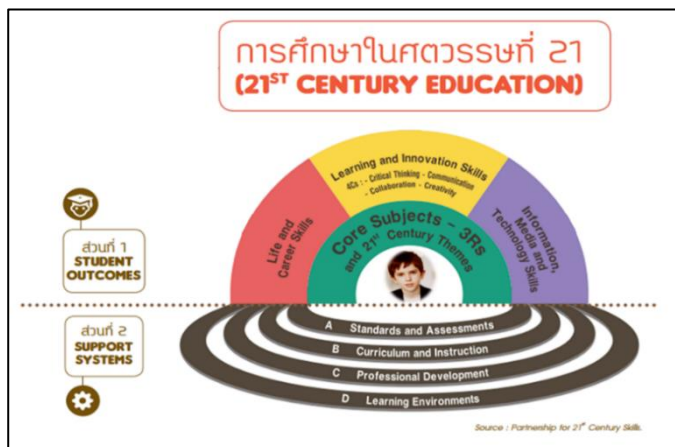 การศึกษาในศตวรรษที่ 21
(21ST CENTURY EDUCATION)
Learning and Innovation Skills
4Cs : - Critical Thinking - Communication
- Collaboration - Creativity
Life and
Career Skills
Information,
Media and
Technology Skills
Core Subjects - 3Rs
and 21st Century Themes
ส่วนที่ 1
STUDENT
OUTCOMES
ส่วนที่ 2
SUPPORT
SYSTEMS
A Standards and Assessments
B Curriculum and Instruction
C Professional Development
D Learning Environments
Source : Partnership for 21st Century Skills.